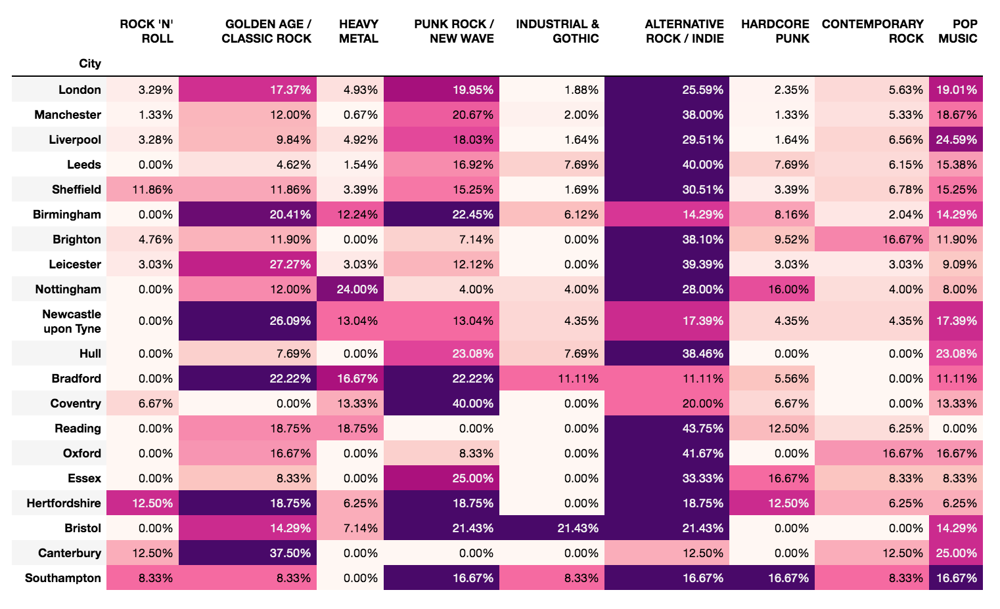 ROCK 'N' ROLL GOLDEN AGE / CLASSIC ROCK HEAVY METAL PUNK ROCK / NEW WAVE INDUSTRIAL & GOTHIC ALTERNATIVE ROCK / INDIE HARDCORE PUNK CONTEMPORARY ROCK POP MUSIC
City
London 3.29% 17.37% 4.93% 19.95% 1.88% 25.59% 2.35% 5.63% 19.01%
Manchester 1.33% 12.00% 0.67% 20.67% 2.00% 38.00% 1.33% 5.33% 18.67%
Liverpool 3.28% 9.84% 4.92% 18.03% 1.64% 29.51% 1.64% 6.56% 24.59%
Leeds 0.00% 4.62% 1.54% 16.92% 7.69% 40.00% 7.69% 6.15% 15.38%
Sheffield 11.86% 11.86% 3.39% 15.25% 1.69% 30.51% 3.39% 6.78% 15.25%
Birmingham 0.00% 20.41% 12.24% 22.45% 6.12% 14.29% 8.16% 2.04% 14.29%
Brighton 4.76% 11.90% 0.00% 7.14% 0.00% 38.10% 9.52% 16.67% 11.90%
Leicester 3.03% 27.27% 3.03% 12.12% 0.00% 39.39% 3.03% 3.03% 9.09%
Nottingham 0.00% 12.00% 24.00% 4.00% 4.00% 28.00% 16.00% 4.00% 8.00%
Newcastle upon Tyne 0.00% 26.09% 13.04% 13.04% 4.35% 17.39% 4.35% 4.35% 17.39%
Hull 0.00% 7.69% 0.00% 23.08% 7.69% 38.46% 0.00% 0.00% 23.08%
Bradford 0.00% 22.22% 16.67% 22.22% 11.11% 11.11% 5.56% 0.00% 11.11%
Coventry 6.67% 0.00% 13.33% 40.00% 0.00% 20.00% 6.67% 0.00% 13.33%
Reading 0.00% 18.75% 18.75% 0.00% 0.00% 43.75% 12.50% 6.25% 0.00%
Oxford 0.00% 16.67% 0.00% 8.33% 0.00% 41.67% 0.00% 16.67% 16.67%
Essex 0.00% 8.33% 0.00% 25.00% 0.00% 33.33% 16.67% 8.33% 8.33%
Hertfordshire 12.50% 18.75% 6.25% 18.75% 0.00% 18.75% 12.50% 6.25% 6.25%
Bristol 0.00% 14.29% 7.14% 21.43% 21.43% 21.43% 0.00% 0.00% 14.29%
Canterbury 12.50% 37.50% 0.00% 0.00% 0.00% 12.50% 0.00% 12.50% 25.00%
Southampton 8.33% 8.33% 0.00% 16.67% 8.33% 16.67% 16.67% 8.33% 16.67%